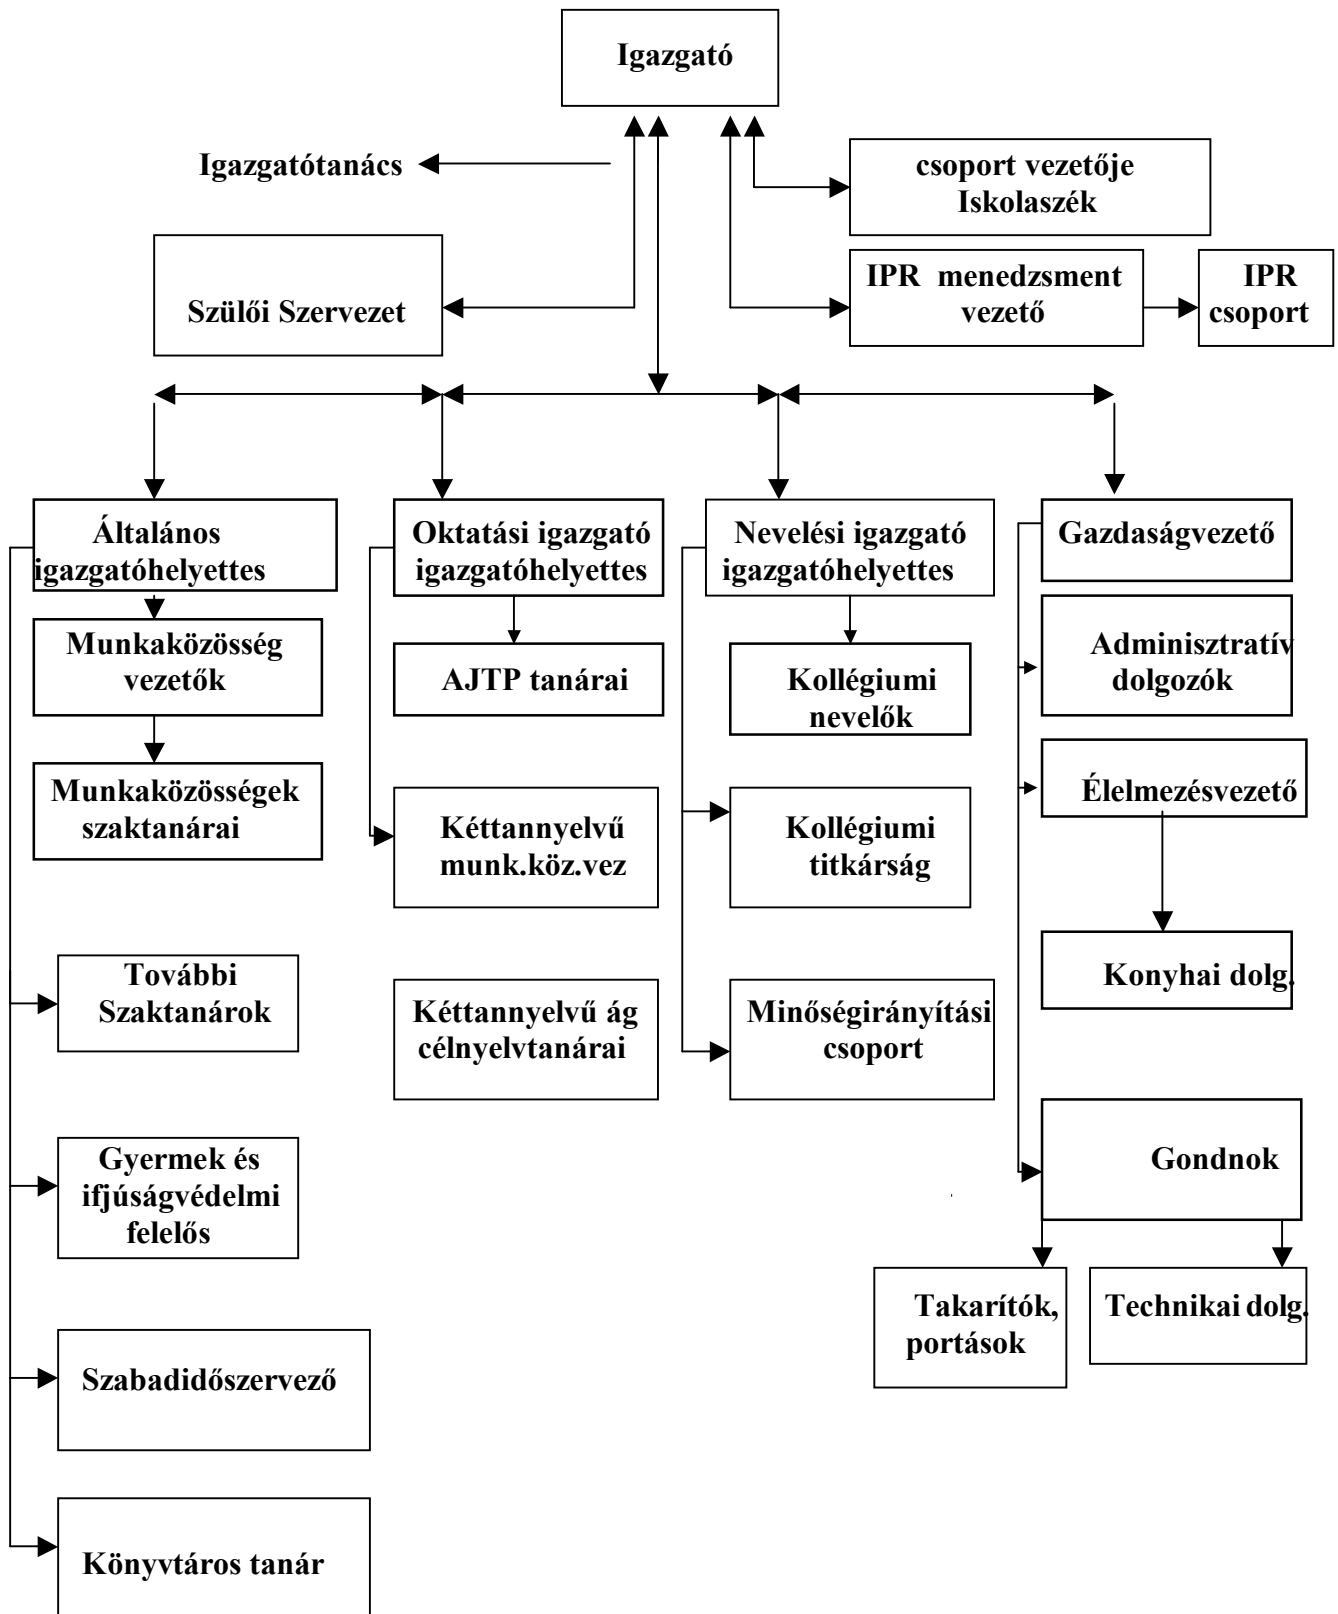 Igazgató
Igazgatótanács
csoport vezetője
Iskolaszék
Szülői Szervezet
IPR menedzsment
vezető
IPR
csoport
Általános
igazgatóhelyettes
Oktatási igazgató
igazgatóhelyettes
Nevelési igazgató
igazgatóhelyettes
Gazdaságvezető
Munkaközösség
vezetők
AJTP tanárai
Kollégiumi
nevelők
Adminisztratív
dolgozók
Munkaközösségek
szaktanárai
Kéttannyelvű
munk.köz.vez
Kollégiumi
titkárság
Élelmezésvezető
Konyhai dolg.
További
Szaktanárok
Kéttannyelvű ág
célnyelvtanárai
Minőségirányítási
csoport
Gyermek és
ifjúságvédelmi
felelős
Gondnok
Takarítók,
portások
Technikai dolg.
Szabadidőszervező
Könyvtáros tanár